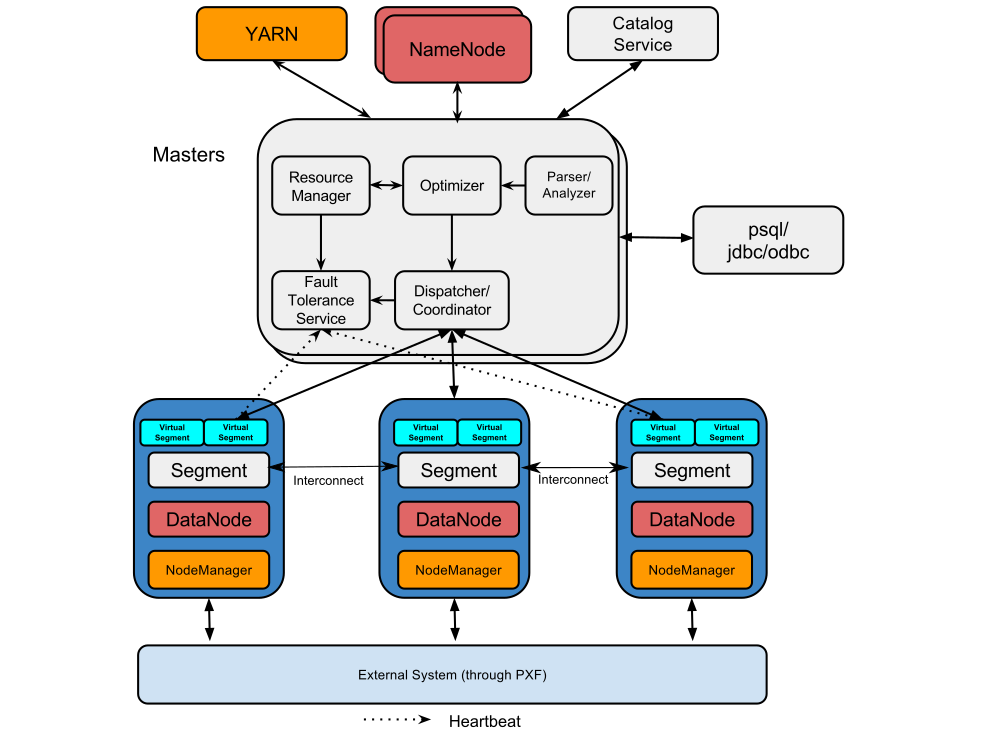 YARN
NameNode
Catalog
Service
Masters
Resource
Manager
Optimizer
Parser/
Analyzer
psql/
jdbc/odbc
Fault
Tolerance
Service
Dispatcher/
Coordinator
Virtual
Segment
Virtual
Segment
Virtual
Segment
Virtual
Segment
Virtual
Segment
Virtual
Segment
Segment
Interconnect
Segment
Interconnect
Segment
DataNode
DataNode
DataNode
NodeManager
NodeManager
NodeManager
External System (through PXF)
Heartbeat